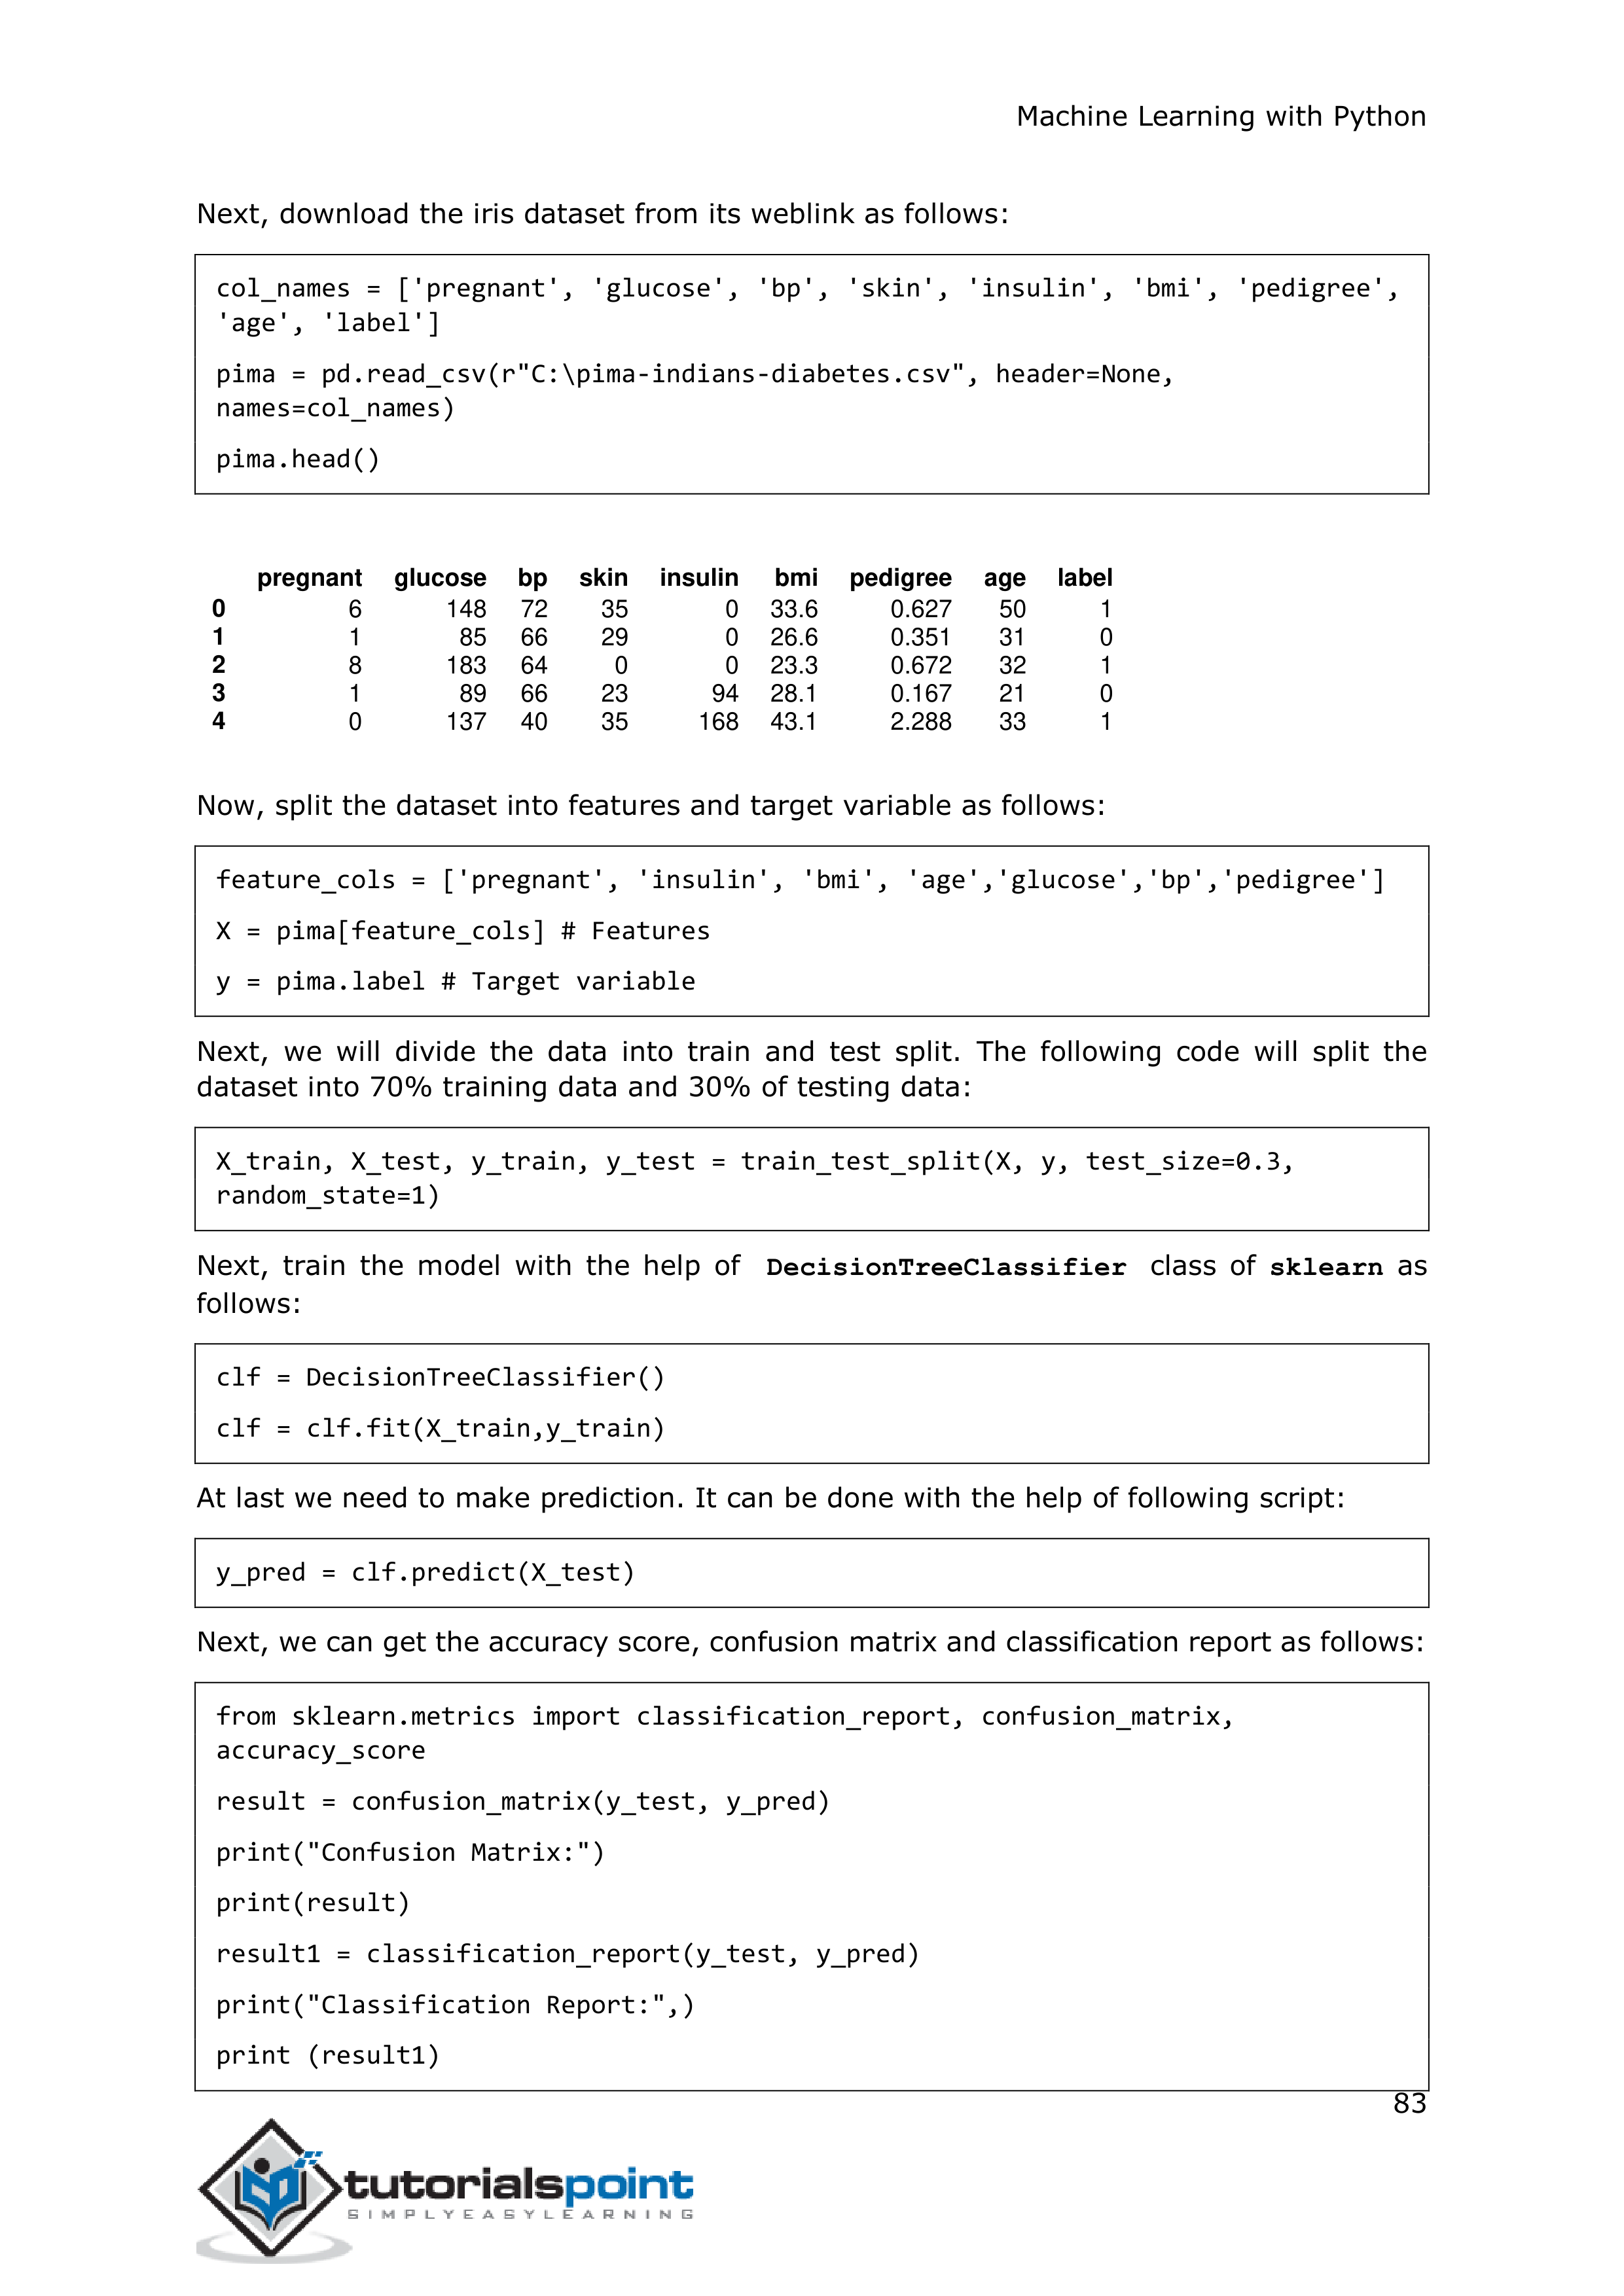 Machine Learning with Python
Next, download the iris dataset from its weblink as follows:
col_names = ['pregnant', 'glucose', 'bp', 'skin', 'insulin', 'bmi', 'pedigree',
'age', 'label']
pima = pd.read_csv(r"C:\pima-indians-diabetes.csv", header=None,
names=col_names)
pima.head()
pregnant glucose bp skin insulin bmi pedigree age label
0 6 148 72 35 0 33.6 0.627 50 1
1 1 85 66 29 0 26.6 0.351 31 0
2 8 183 64 0 0 23.3 0.672 32 1
3 1 89 66 23 94 28.1 0.167 21 0
4 0 137 40 35 168 43.1 2.288 33 1
Now, split the dataset into features and target variable as follows:
feature_cols = ['pregnant', 'insulin', 'bmi', 'age','glucose','bp','pedigree']
X = pima[feature_cols] # Features
y = pima.label # Target variable
Next, we will divide the data into train and test split. The following code will split the
dataset into 70% training data and 30% of testing data:
X_train, X_test, y_train, y_test = train_test_split(X, y, test_size=0.3,
random_state=1)
Next, train the model with the help of DecisionTreeClassifier class of sklearn as
follows:
clf = DecisionTreeClassifier()
clf = clf.fit(X_train,y_train)
At last we need to make prediction. It can be done with the help of following script:
y_pred = clf.predict(X_test)
Next, we can get the accuracy score, confusion matrix and classification report as follows:
from sklearn.metrics import classification_report, confusion_matrix,
accuracy_score
result = confusion_matrix(y_test, y_pred)
print("Confusion Matrix:")
print(result)
result1 = classification_report(y_test, y_pred)
print("Classification Report:",)
print (result1)
83
tutorialspoint
SIMPLYEASYLEARNING